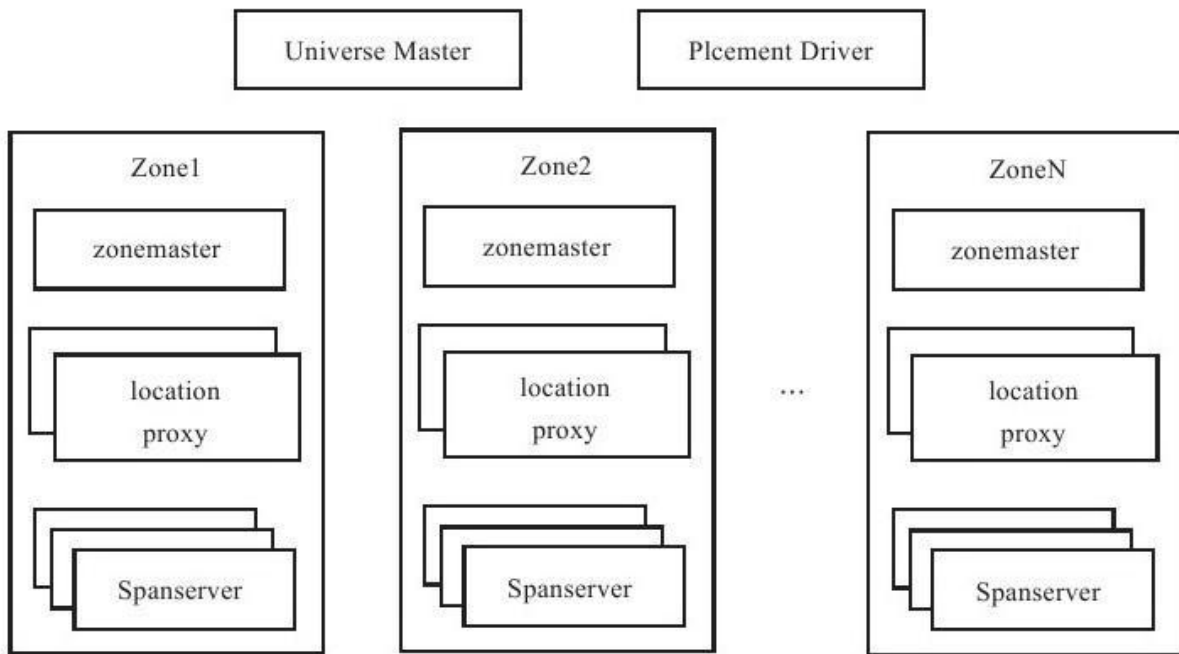 Universe Master
Plcement Driver
Zone1
zonemaster
location
proxy
Spanserver
Zone2
zonemaster
location
proxy
Spanserver
...
ZoneN
zonemaster
location
proxy
Spanserver